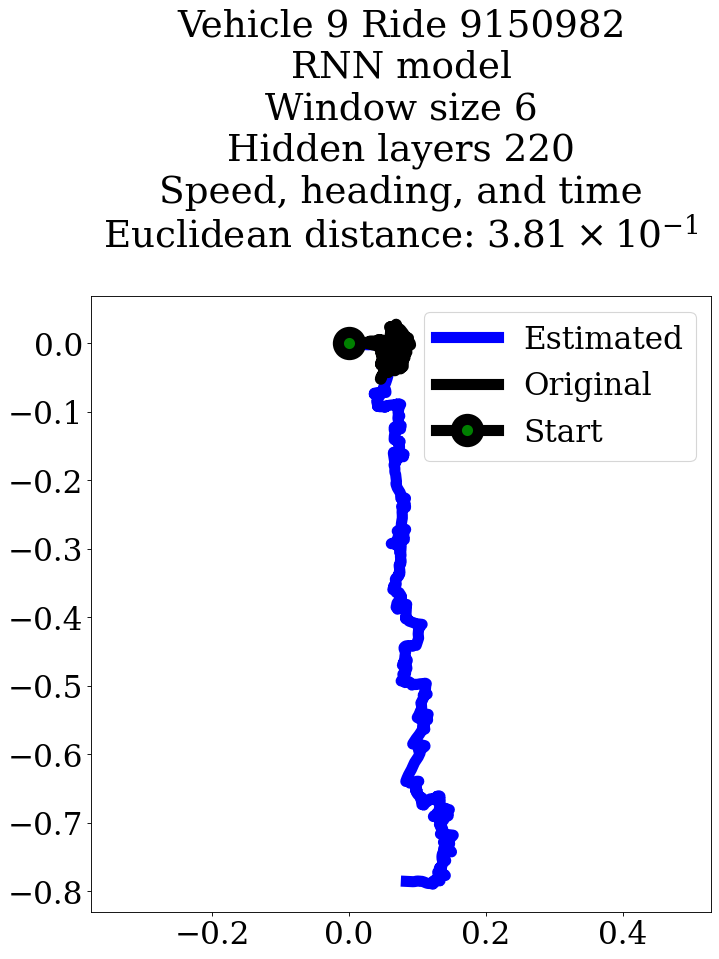 Vehicle 9 Ride 9150982
RNN model
Window size 6
Hidden layers 220
Speed, heading, and time
Euclidean distance: 3.81 × 10⁻¹
Estimated
Original
Start
0.0
−0.1
−0.2
−0.3
−0.4
−0.5
−0.6
−0.7
−0.8
−0.2
0.0
0.2
0.4